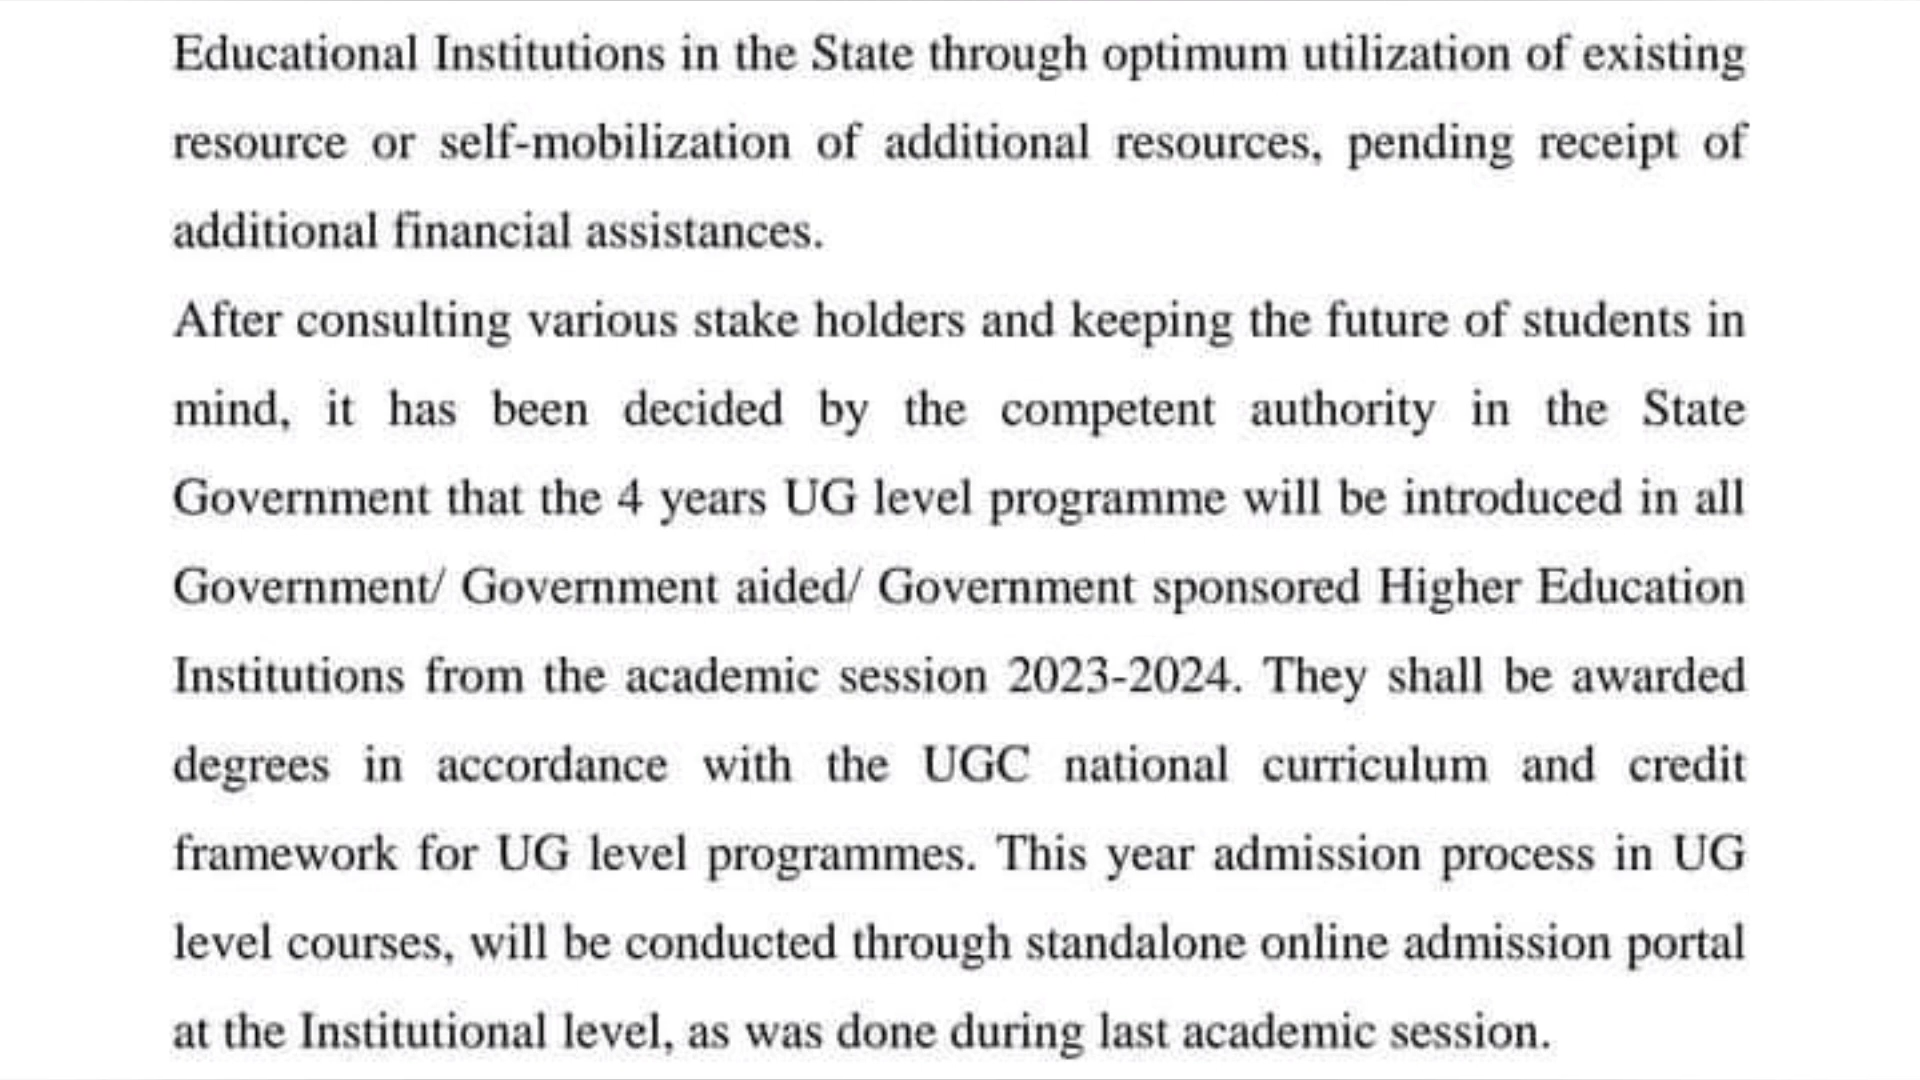 Educational Institutions in the State through optimum utilization of existing
resource or self-mobilization of additional resources, pending receipt of
additional financial assistances.
After consulting various stake holders and keeping the future of students in
mind, it has been decided by the competent authority in the State
Government that the 4 years UG level programme will be introduced in all
Government/ Government aided/ Government sponsored Higher Education
Institutions from the academic session 2023-2024. They shall be awarded
degrees in accordance with the UGC national curriculum and credit
framework for UG level programmes. This year admission process in UG
level courses, will be conducted through standalone online admission portal
at the Institutional level, as was done during last academic session.